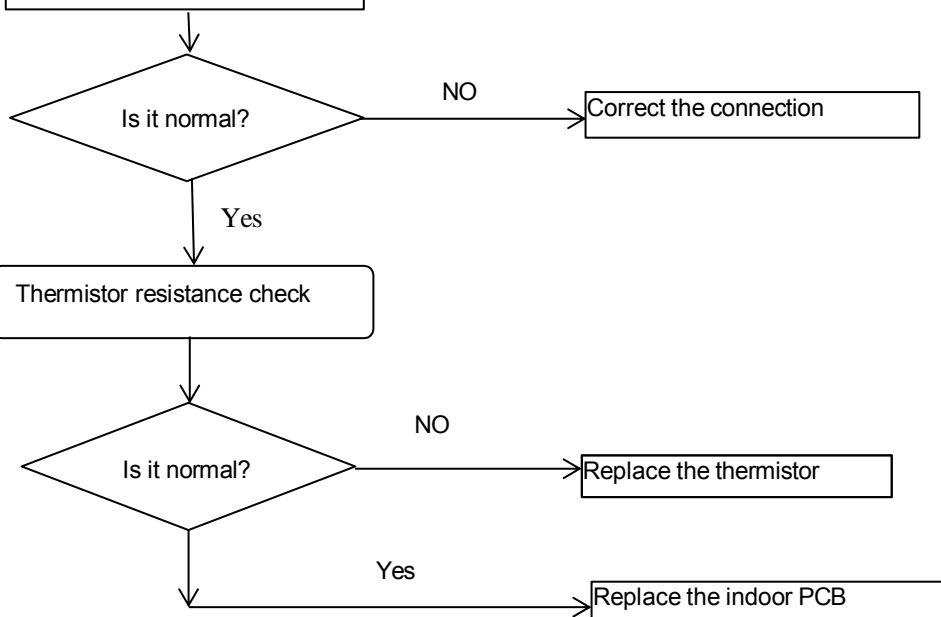 Is it normal?
NO
Correct the connection
Yes
Thermistor resistance check
Is it normal?
NO
Replace the thermistor
Yes
Replace the indoor PCB